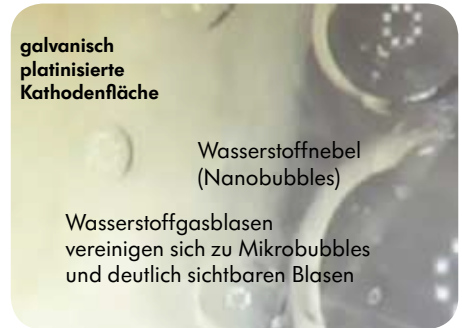 galvanisch
platinisierte
Kathodenfläche
Wasserstoffnebel
(Nanobubbles)
Wasserstoffgasblasen
vereinigen sich zu Mikrobubbles
und deutlich sichtbaren Blasen